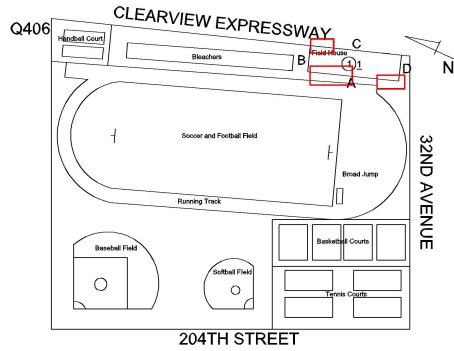 CLEARVIEW EXPRESSWAY
Q406
Handball Court
Bleachers
Field House
B
C
1 1
D
A
N
Soccer and Football Field
32ND AVENUE
Broad Jump
Running Track
Basketball Courts
Baseball Field
Softball Field
Tennis Courts
204TH STREET